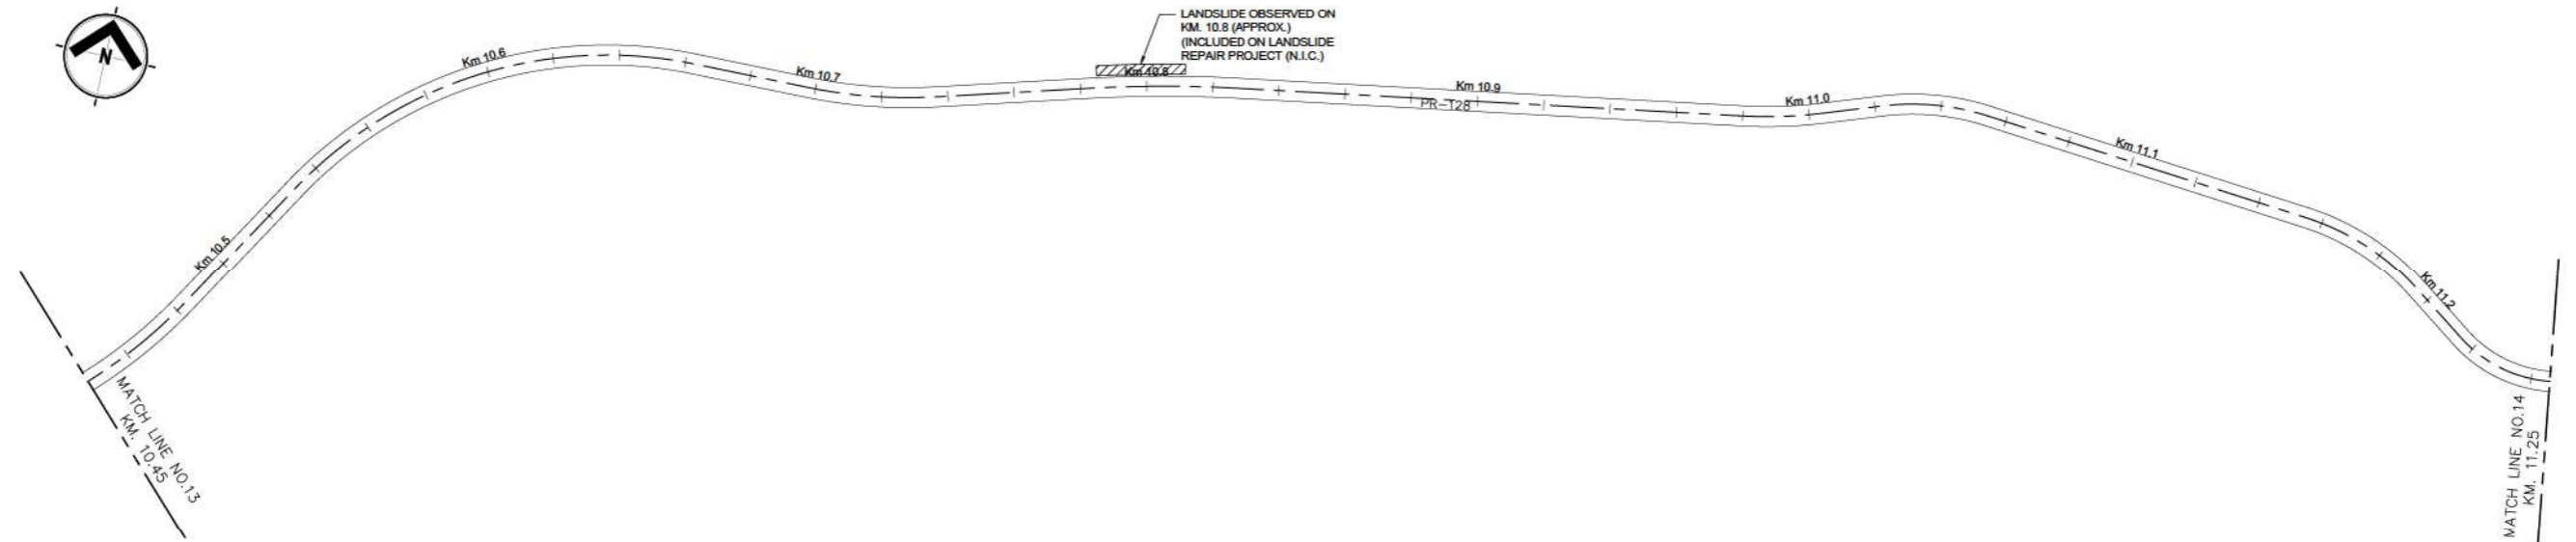 N
LANDSLIDE OBSERVED ON
KM. 10.8 (APPROX.)
(INCLUDED ON LANDSLIDE
REPAIR PROJECT (N.I.C.)
Km 10.5
Km 10.6
Km 10.7
Km 10.8
Km 10.9
PR-128
Km 11.0
Km 11.1
Km 11.2
MATCH LINE NO.13
KM. 10.45
MATCH LINE NO.14
KM. 11.25